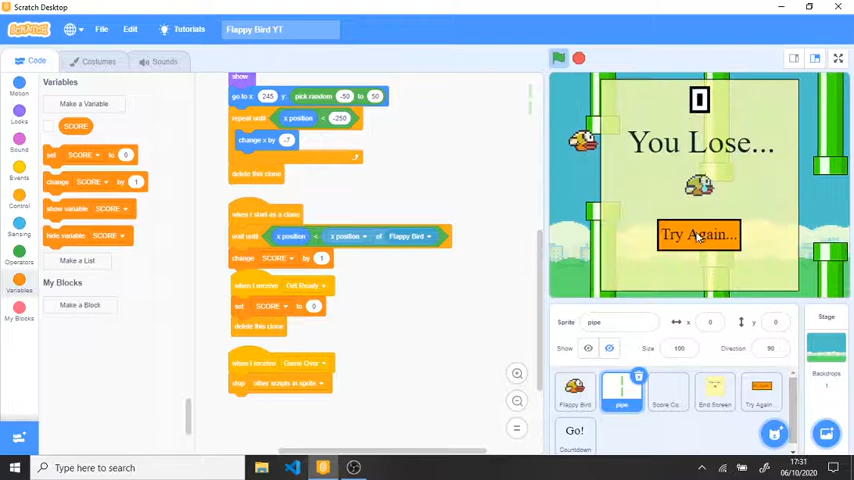 Scratch Desktop
SCRATCH
File
Edit
Tutorials
Flappy Bird YT
Code
Costumes
Sounds
Motion
Looks
Sound
Events
Control
Sensing
Operators
Variables
My Blocks
Variables
Make a Variable
SCORE
set SCORE to 0
change SCORE by 1
show variable SCORE
hide variable SCORE
Make a List
My Blocks
Make a Block
show
go to x: 245 y: pick random -50 to 50
repeat until x position < -250
change x by -7
delete this clone
when I start as a clone
wait until x position < x position of Flappy Bird
change SCORE by 1
when I receive Get Ready
set SCORE to 0
delete this clone
when I receive Game Over
stop other scripts in sprite
0
You Lose...
Try Again...
Sprite
pipe
x 0
y 0
Show
Size 100
Direction 90
Stage
Backdrops
1
Flappy Bird
pipe
Score Co...
End Screen
Try Again...
Go!
Countdown
Type here to search
17:31
06/10/2020